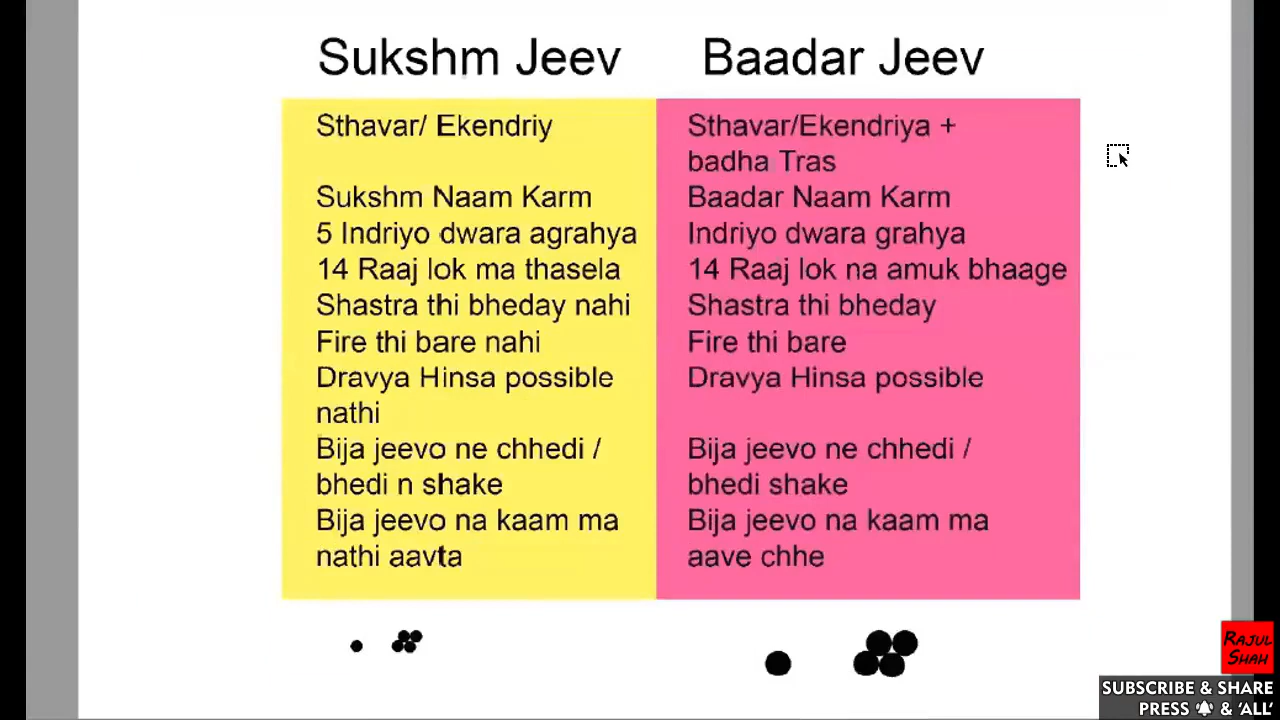 Sukshm Jeev
Baadar Jeev
Sthavar/ Ekendriy
Sukshm Naam Karm
5 Indriyo dwara agrahya
14 Raaj lok ma thasela
Shastra thi bheday nahi
Fire thi bare nahi
Dravya Hinsa possible
nathi
Bija jeevo ne chhedi /
bhedi n shake
Bija jeevo na kaam ma
nathi aavta
Sthavar/Ekendriya +
badha Tras
Baadar Naam Karm
Indriyo dwara grahya
14 Raaj lok na amuk bhaage
Shastra thi bheday
Fire thi bare
Dravya Hinsa possible
Bija jeevo ne chhedi /
bhedi shake
Bija jeevo na kaam ma
aave chhe
RAJUL
SHAH
SUBSCRIBE & SHARE
PRESS & 'ALL'